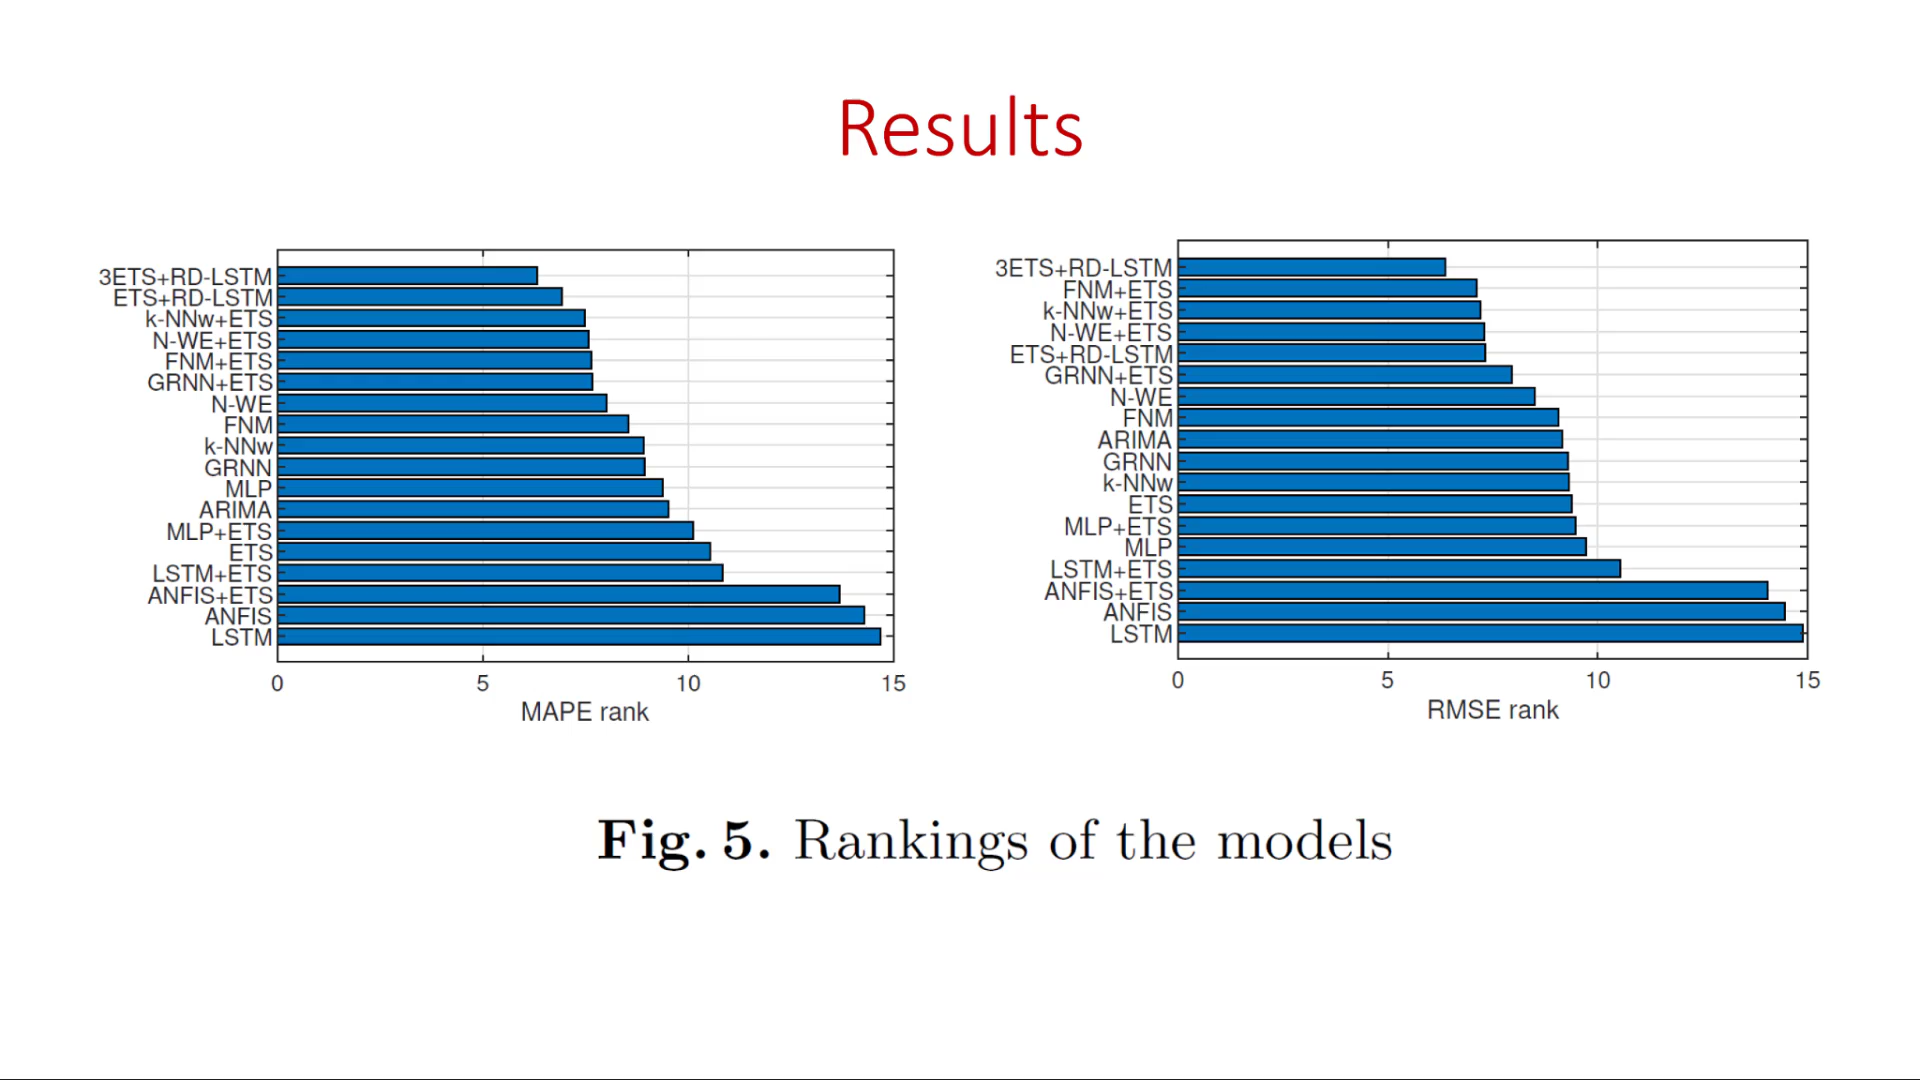 Results
3ETS+RD-LSTM
ETS+RD-LSTM
k-NNw+ETS
N-WE+ETS
FNM+ETS
GRNN+ETS
N-WE
FNM
k-NNw
GRNN
MLP
ARIMA
MLP+ETS
ETS
LSTM+ETS
ANFIS+ETS
ANFIS
LSTM
0 5 10 15
MAPE rank
3ETS+RD-LSTM
FNM+ETS
k-NNw+ETS
N-WE+ETS
ETS+RD-LSTM
GRNN+ETS
N-WE
FNM
ARIMA
GRNN
k-NNw
ETS
MLP+ETS
MLP
LSTM+ETS
ANFIS+ETS
ANFIS
LSTM
0 5 10 15
RMSE rank
Fig. 5. Rankings of the models